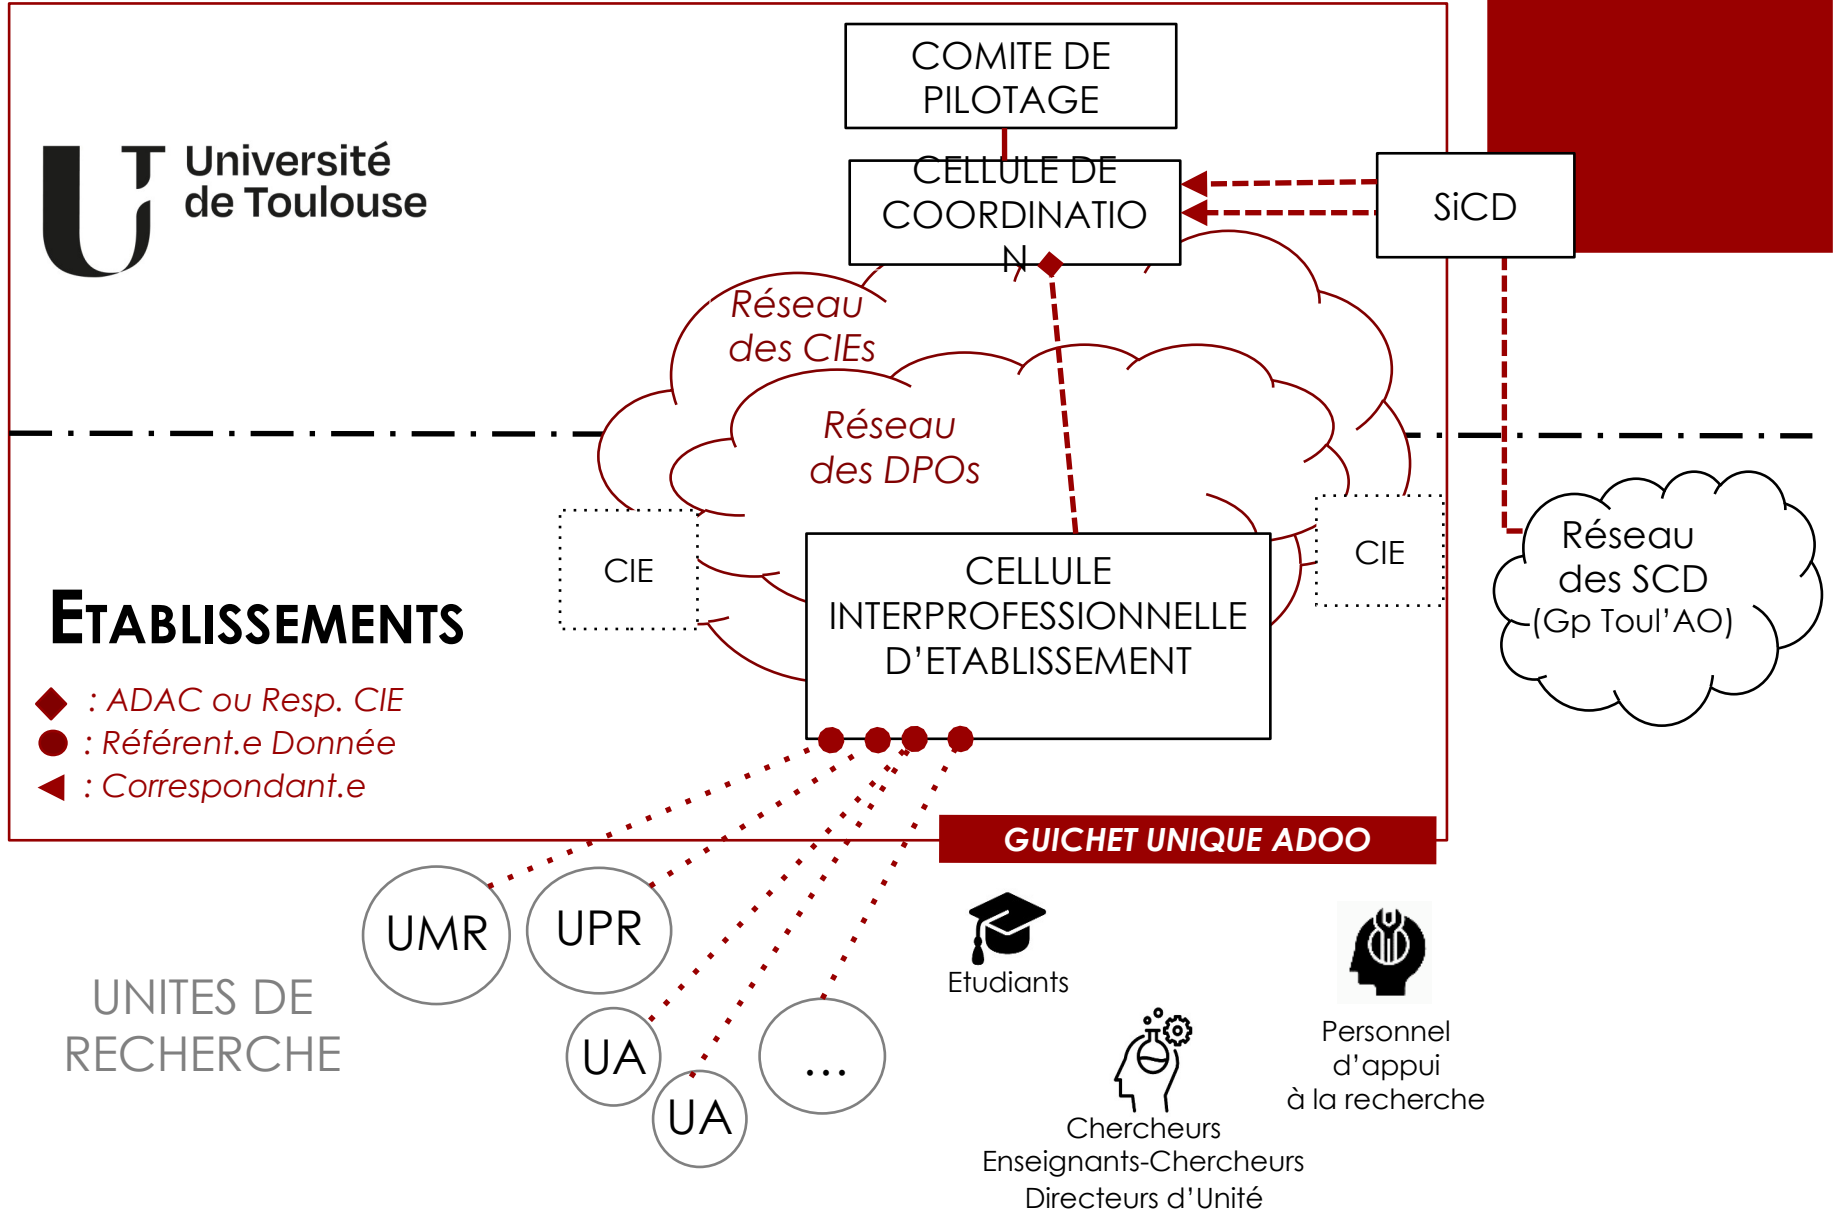 COMITE DE
PILOTAGE
Université
de Toulouse
CELLULE DE
COORDINATIO
N
SiCD
Réseau
des CIEs
Réseau
des DPOs
CIE
CIE
CELLULE
INTERPROFESSIONNELLE
D’ETABLISSEMENT
Réseau
des SCD
(Gp Toul’AO)
ETABLISSEMENTS
: ADAC ou Resp. CIE
: Référent.e Donnée
: Correspondant.e
GUICHET UNIQUE ADOO
UMR
UPR
UA
UA
...
UNITES DE
RECHERCHE
Etudiants
Personnel
d’appui
à la recherche
Chercheurs
Enseignants-Chercheurs
Directeurs d’Unité